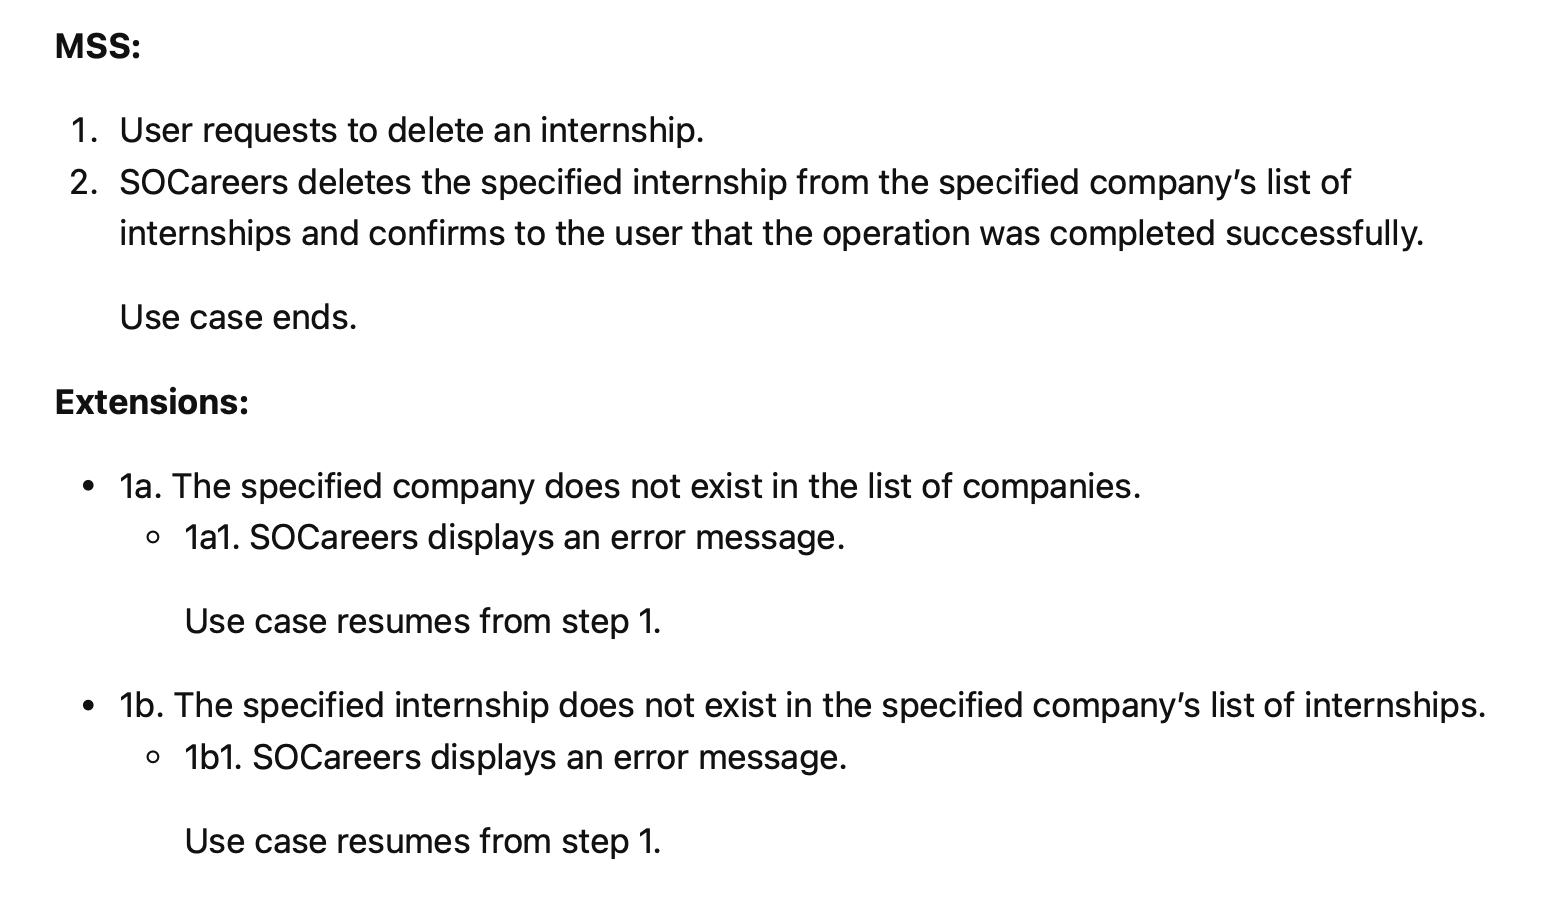 MSS:
1. User requests to delete an internship.
2. SOCareers deletes the specified internship from the specified company’s list of
internships and confirms to the user that the operation was completed successfully.
Use case ends.
Extensions:
• 1a. The specified company does not exist in the list of companies.
◦ 1a1. SOCareers displays an error message.
Use case resumes from step 1.
• 1b. The specified internship does not exist in the specified company’s list of internships.
◦ 1b1. SOCareers displays an error message.
Use case resumes from step 1.